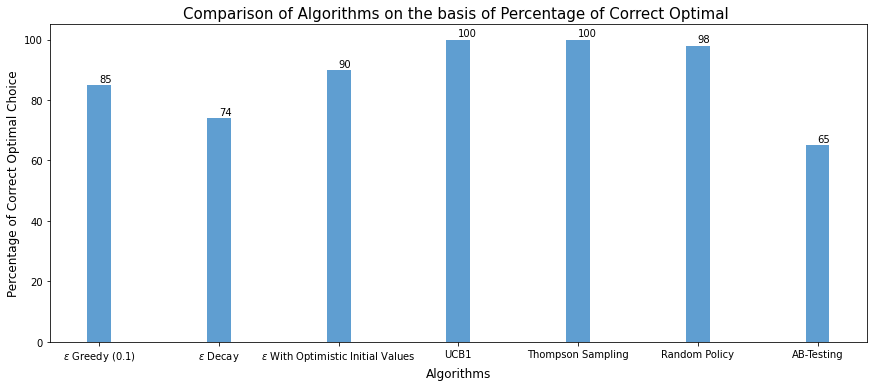 Comparison of Algorithms on the basis of Percentage of Correct Optimal
Percentage of Correct Optimal Choice
100
80
60
40
20
0
85
74
90
100
100
98
65
ε Greedy (0.1)
ε Decay
ε With Optimistic Initial Values
UCB1
Thompson Sampling
Random Policy
AB-Testing
Algorithms